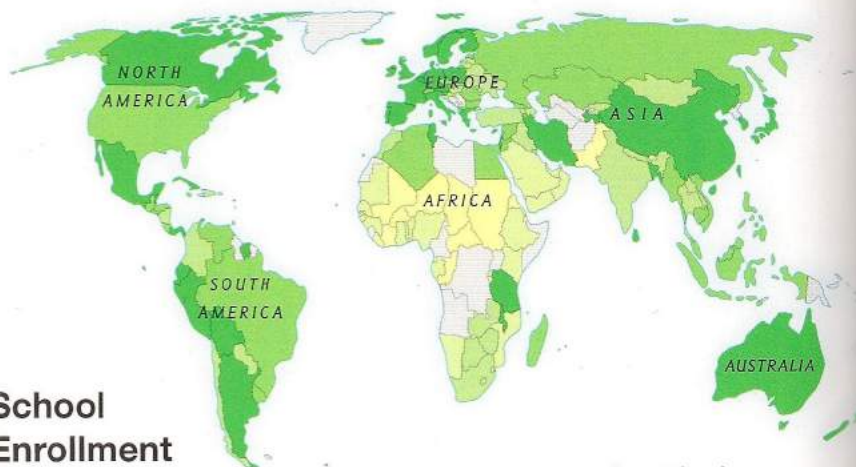 NORTH
AMERICA
EUROPE
ASIA
AFRICA
SOUTH
AMERICA
AUSTRALIA
School
Enrollment